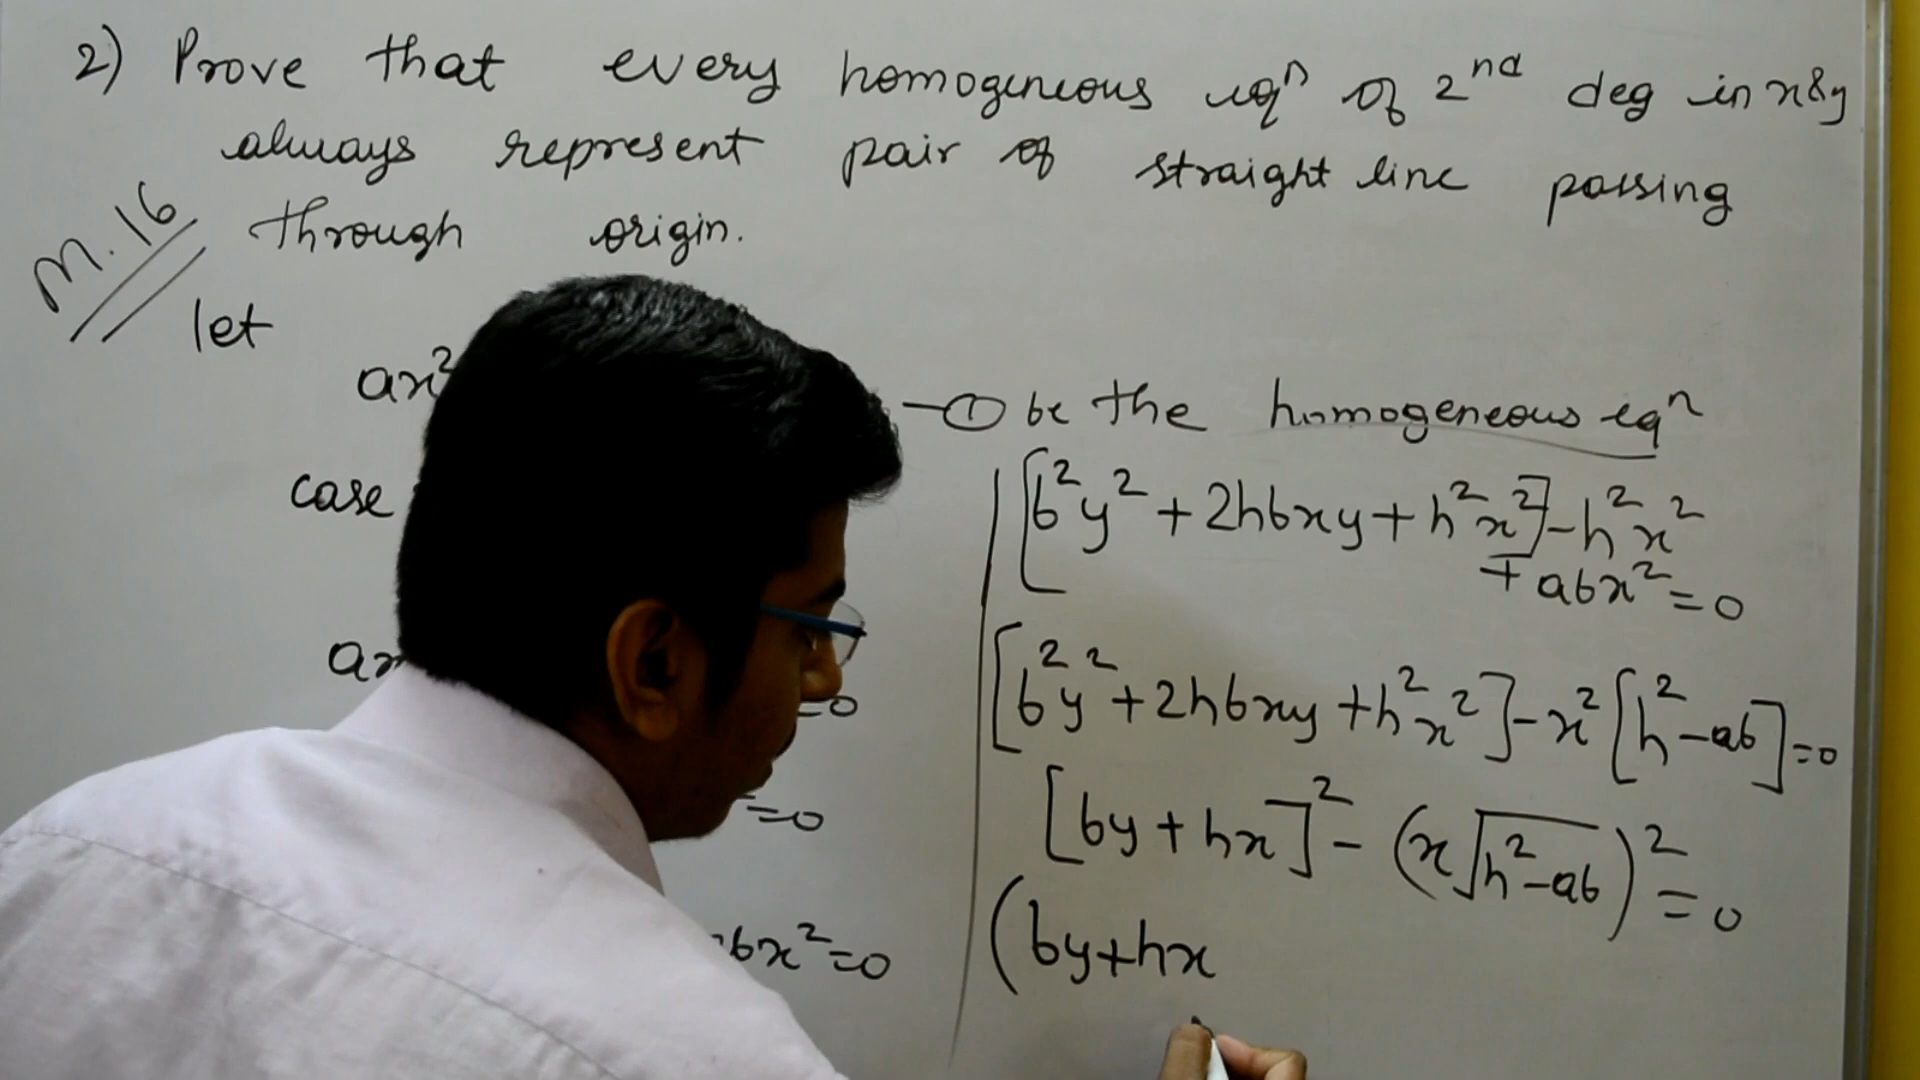 2) Prove that every homogeneous eqⁿ of 2ⁿᵈ deg in x&y
always represent pair of straight line passing
through origin.
M.16
let
ax²
—① be the homogeneous eqⁿ
case
ax
=0
=0
abx²=0
[b²y² + 2hbxy + h²x²] - h²x²
+ abx² = 0
[b²y² + 2hbxy + h²x²] - x²[h² - ab] = 0
[by + hx]² - (x√h²-ab)² = 0
(by+hx